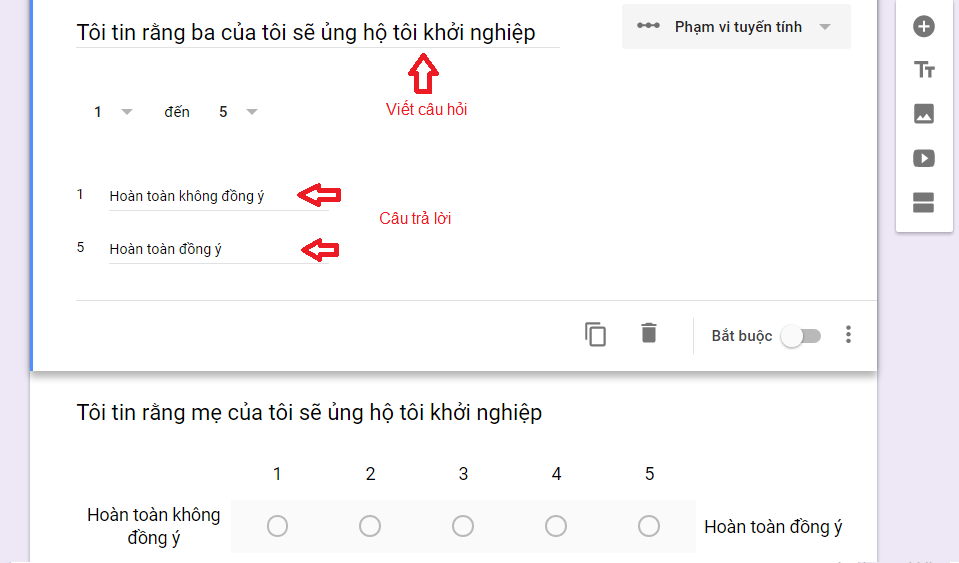 Tôi tin rằng ba của tôi sẽ ủng hộ tôi khởi nghiệp
Phạm vi tuyến tính
Viết câu hỏi
1 đến 5
1 Hoàn toàn không đồng ý
Câu trả lời
5 Hoàn toàn đồng ý
Bắt buộc
Tôi tin rằng mẹ của tôi sẽ ủng hộ tôi khởi nghiệp
1 2 3 4 5
Hoàn toàn không
đồng ý
Hoàn toàn đồng ý